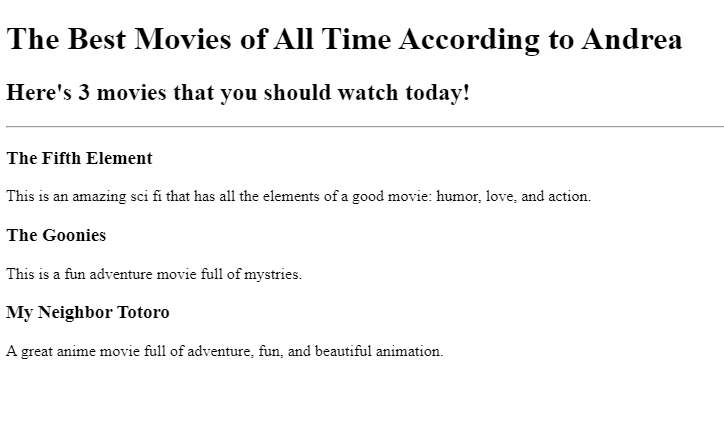 The Best Movies of All Time According to Andrea
Here's 3 movies that you should watch today!
The Fifth Element
This is an amazing sci fi that has all the elements of a good movie: humor, love, and action.
The Goonies
This is a fun adventure movie full of mystries.
My Neighbor Totoro
A great anime movie full of adventure, fun, and beautiful animation.